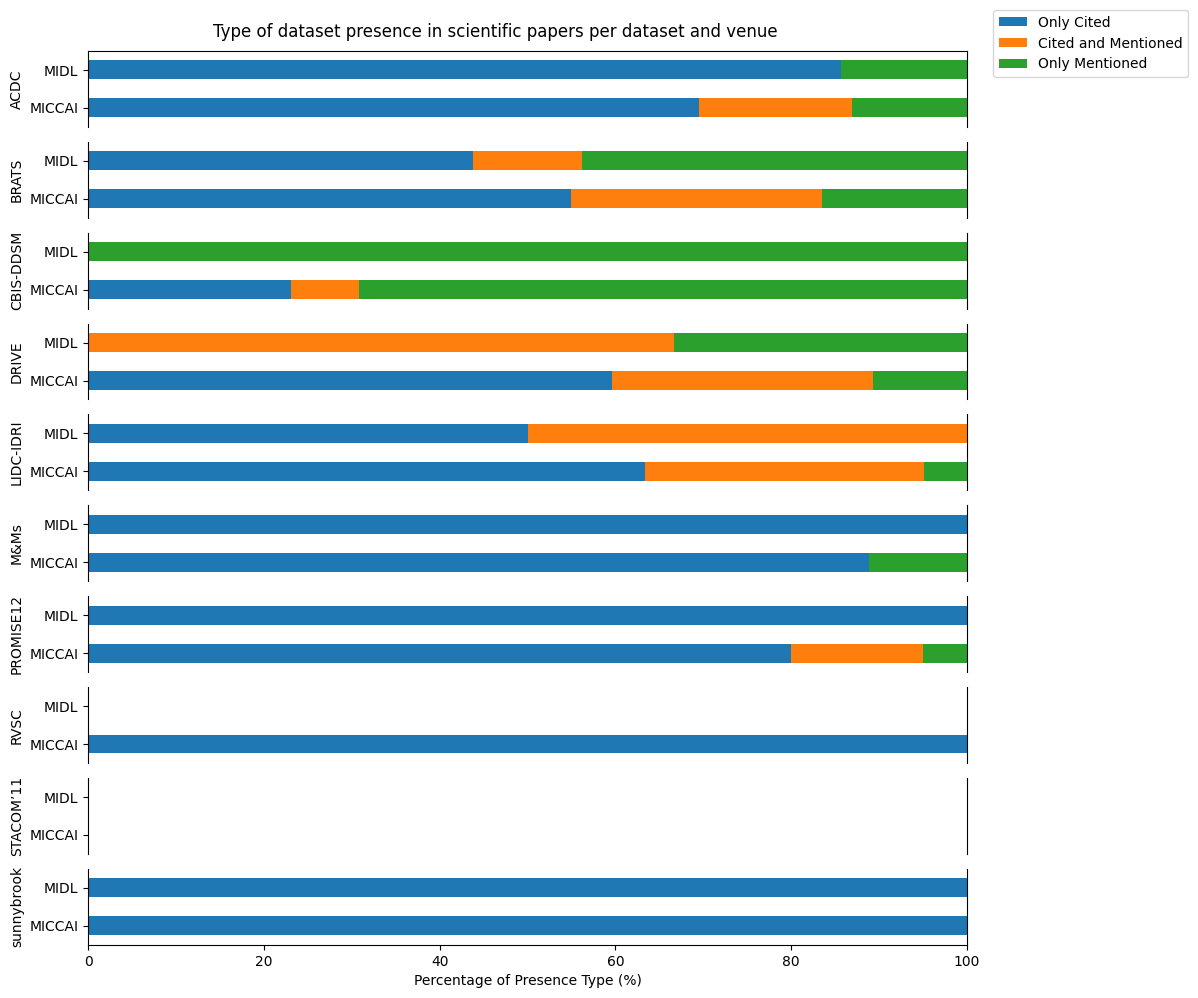 Type of dataset presence in scientific papers per dataset and venue
Only Cited
Cited and Mentioned
Only Mentioned
ACDC
MIDL
MICCAI
BRATS
MIDL
MICCAI
CBIS-DDSM
MIDL
MICCAI
DRIVE
MIDL
MICCAI
LIDC-IDRI
MIDL
MICCAI
M&Ms
MIDL
MICCAI
PROMISE12
MIDL
MICCAI
RVSC
MIDL
MICCAI
STACOM’11
MIDL
MICCAI
sunnybrook
MIDL
MICCAI
0 20 40 60 80 100
Percentage of Presence Type (%)